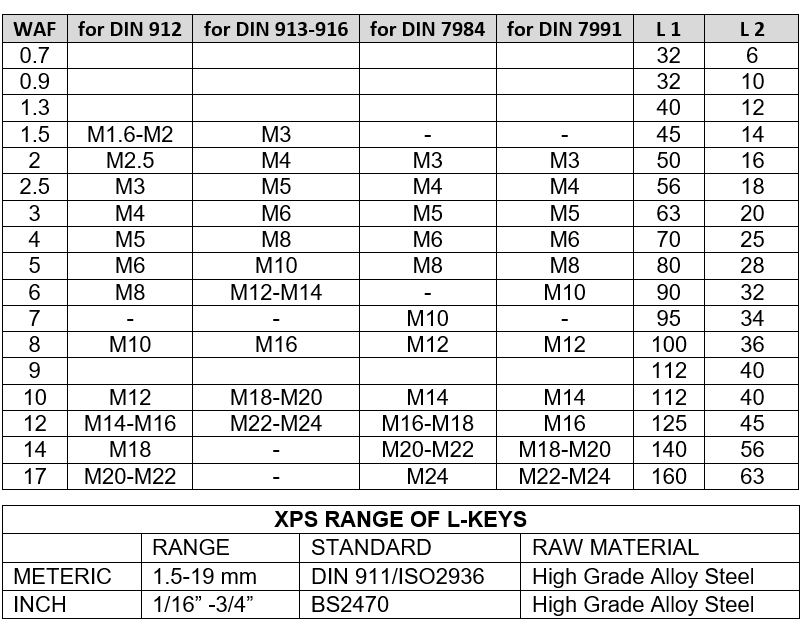 WAF for DIN 912 for DIN 913-916 for DIN 7984 for DIN 7991 L 1 L 2
0.7 32 6
0.9 32 10
1.3 40 12
1.5 M1.6-M2 M3 - - 45 14
2 M2.5 M4 M3 M3 50 16
2.5 M3 M5 M4 M4 56 18
3 M4 M6 M5 M5 63 20
4 M5 M8 M6 M6 70 25
5 M6 M10 M8 M8 80 28
6 M8 M12-M14 - M10 90 32
7 - - M10 - 95 34
8 M10 M16 M12 M12 100 36
9 112 40
10 M12 M18-M20 M14 M14 112 40
12 M14-M16 M22-M24 M16-M18 M16 125 45
14 M18 - M20-M22 M18-M20 140 56
17 M20-M22 - M24 M22-M24 160 63
XPS RANGE OF L-KEYS
RANGE STANDARD RAW MATERIAL
METERIC 1.5-19 mm DIN 911/ISO2936 High Grade Alloy Steel
INCH 1/16” -3/4” BS2470 High Grade Alloy Steel